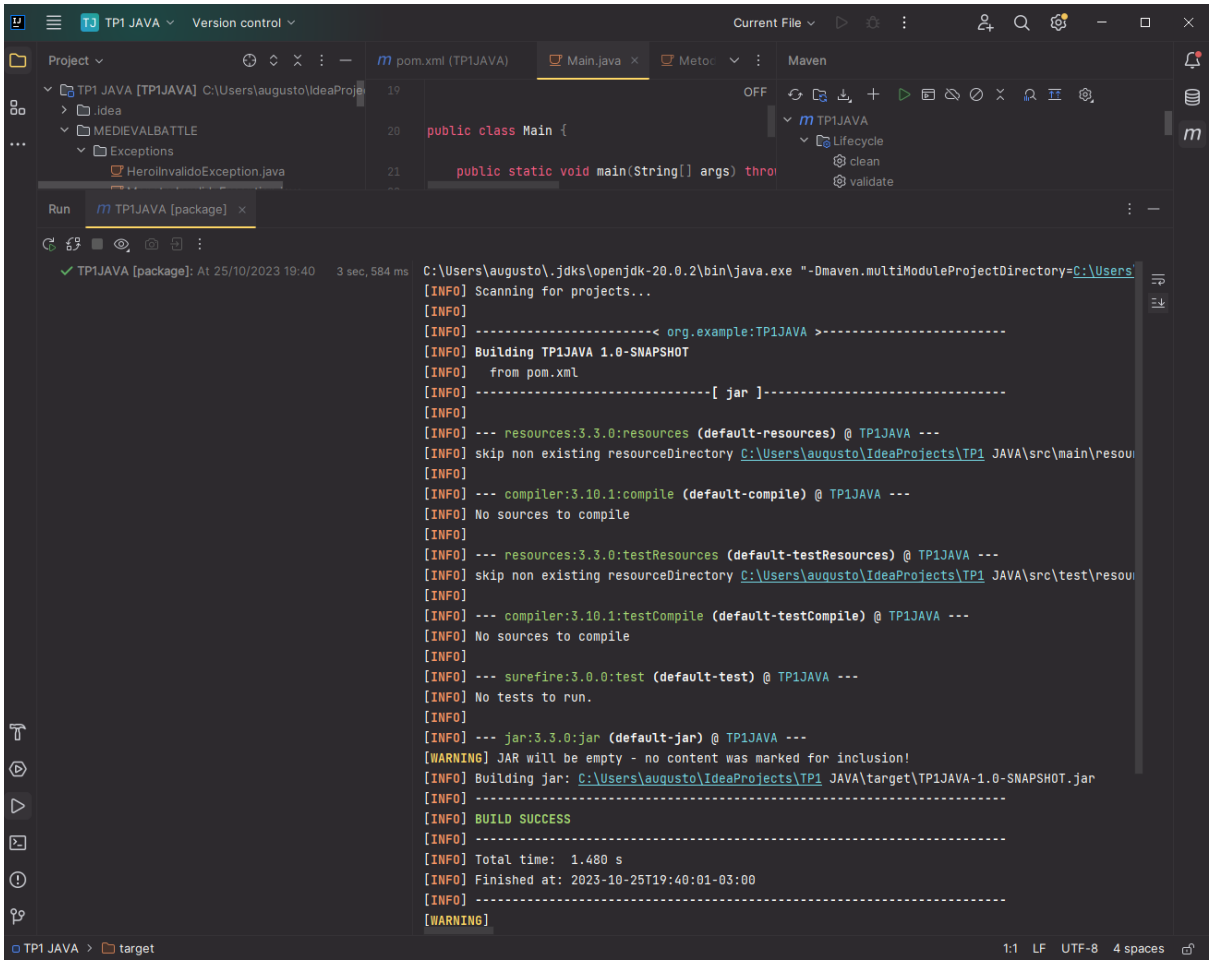 TJ TP1 JAVA Version control Current File
Project
pom.xml (TP1JAVA) Main.java Metoc Maven
TP1 JAVA [TP1JAVA] C:\Users\augusto\IdeaProje
.idea
MEDIEVALBATTLE
Exceptions
HeroiInvalidoException.java
19 OFF
20 public class Main {
21 public static void main(String[] args) throw
m TP1JAVA
Lifecycle
clean
validate
Run TP1JAVA [package]
TP1JAVA [package]: At 25/10/2023 19:40 3 sec, 584 ms
C:\Users\augusto\.jdks\openjdk-20.0.2\bin\java.exe "-Dmaven.multiModuleProjectDirectory=C:\Users\
[INFO] Scanning for projects...
[INFO]
[INFO] ------------------------< org.example:TP1JAVA >-------------------------
[INFO] Building TP1JAVA 1.0-SNAPSHOT
[INFO]   from pom.xml
[INFO] --------------------------------[ jar ]---------------------------------
[INFO]
[INFO] --- resources:3.3.0:resources (default-resources) @ TP1JAVA ---
[INFO] skip non existing resourceDirectory C:\Users\augusto\IdeaProjects\TP1 JAVA\src\main\resou
[INFO]
[INFO] --- compiler:3.10.1:compile (default-compile) @ TP1JAVA ---
[INFO] No sources to compile
[INFO]
[INFO] --- resources:3.3.0:testResources (default-testResources) @ TP1JAVA ---
[INFO] skip non existing resourceDirectory C:\Users\augusto\IdeaProjects\TP1 JAVA\src\test\resou
[INFO]
[INFO] --- compiler:3.10.1:testCompile (default-testCompile) @ TP1JAVA ---
[INFO] No sources to compile
[INFO]
[INFO] --- surefire:3.0.0:test (default-test) @ TP1JAVA ---
[INFO] No tests to run.
[INFO]
[INFO] --- jar:3.3.0:jar (default-jar) @ TP1JAVA ---
[WARNING] JAR will be empty - no content was marked for inclusion!
[INFO] Building jar: C:\Users\augusto\IdeaProjects\TP1 JAVA\target\TP1JAVA-1.0-SNAPSHOT.jar
[INFO] ------------------------------------------------------------------------
[INFO] BUILD SUCCESS
[INFO] ------------------------------------------------------------------------
[INFO] Total time:  1.480 s
[INFO] Finished at: 2023-10-25T19:40:01-03:00
[INFO] ------------------------------------------------------------------------
[WARNING]
TP1 JAVA > target 1:1 LF UTF-8 4 spaces